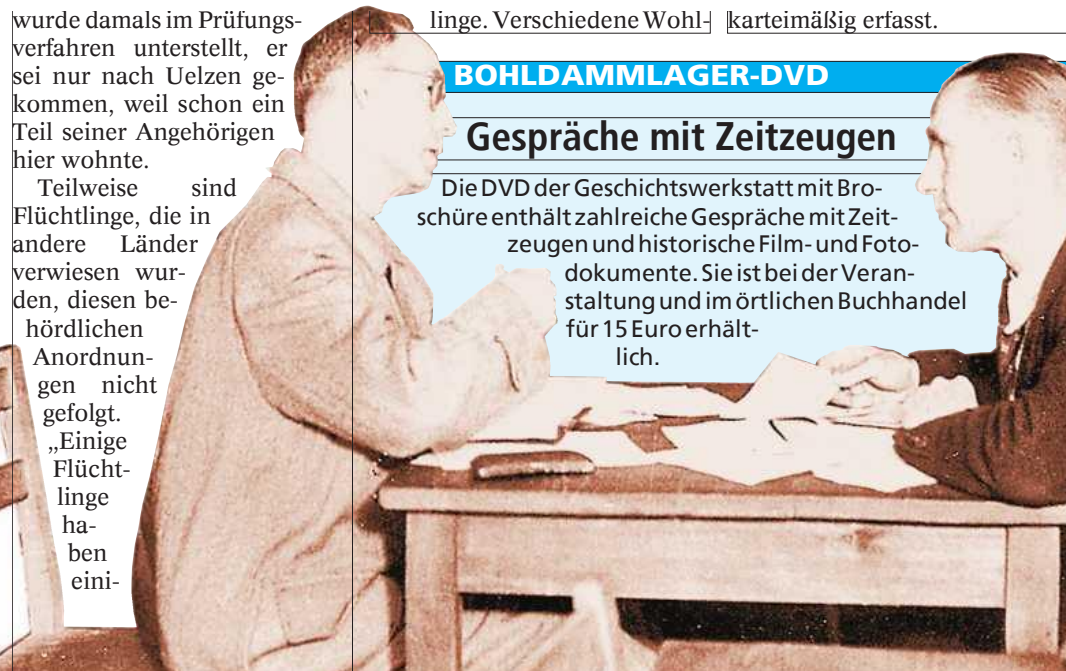 wurde damals im Prüfungs-
verfahren unterstellt, er
sei nur nach Uelzen ge-
kommen, weil schon ein
Teil seiner Angehörigen
hier wohnte.
Teilweise sind
Flüchtlinge, die in
andere Länder
verwiesen wur-
den, diesen be-
hördlichen
Anordnun-
gen nicht
gefolgt.
„Einige
Flücht-
linge
ha-
ben
eini-
linge. Verschiedene Wohl-
karteimäßig erfasst.
BOHLDAMMLAGER-DVD
Gespräche mit Zeitzeugen
Die DVD der Geschichtswerkstatt mit Bro-
schüre enthält zahlreiche Gespräche mit Zeit-
zeugen und historische Film- und Foto-
dokumente. Sie ist bei der Veran-
staltung und im örtlichen Buchhandel
für 15 Euro erhält-
lich.